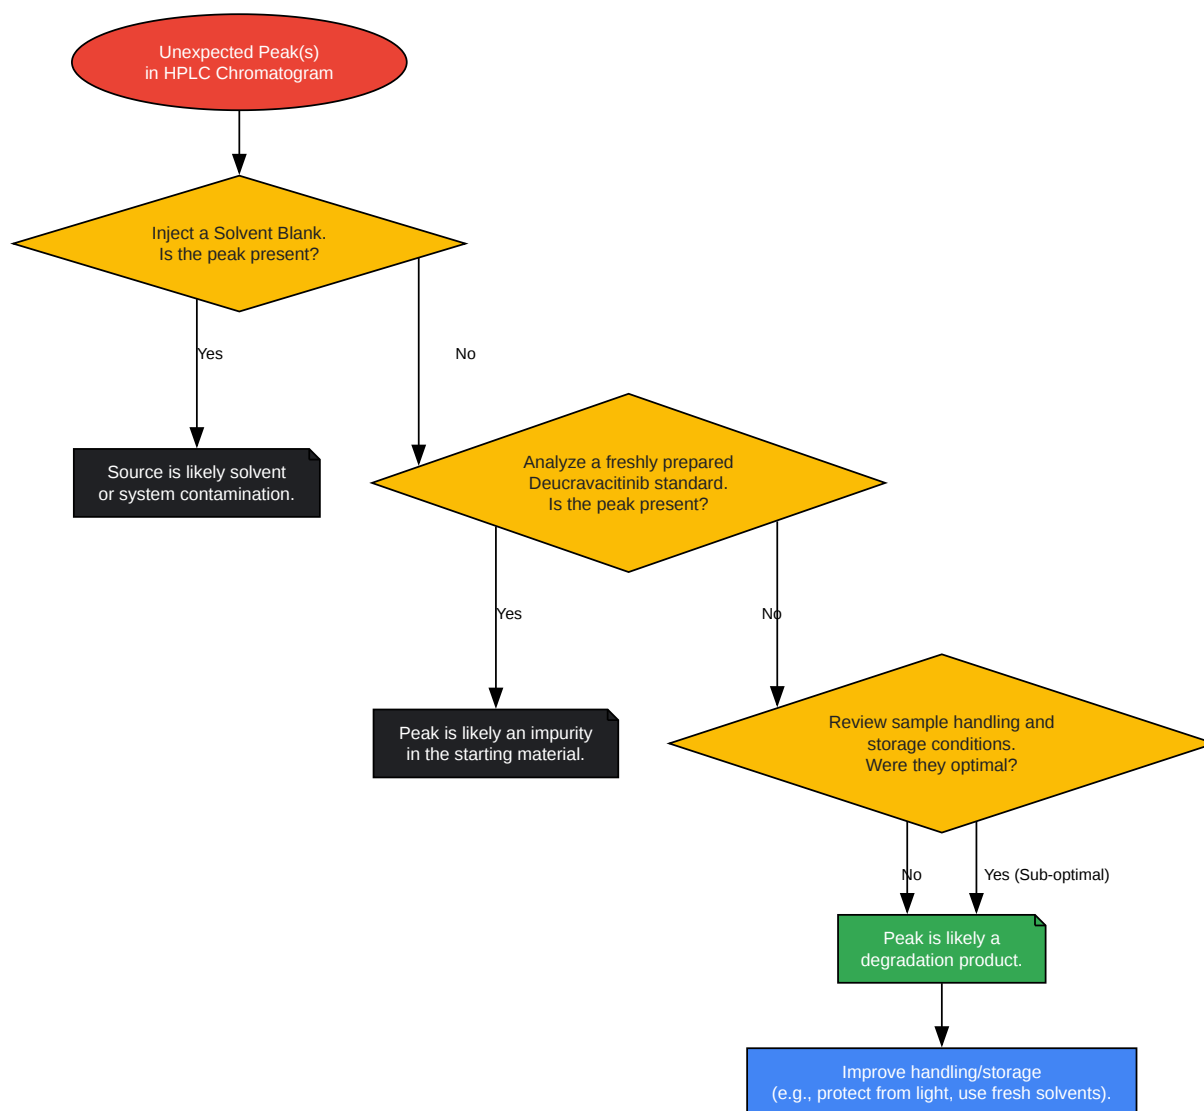 Unexpected Peak(s)
in HPLC Chromatogram
Inject a Solvent Blank.
Is the peak present?
Yes
No
Source is likely solvent
or system contamination.
Analyze a freshly prepared
Deucravacitinib standard.
Is the peak present?
Yes
No
Peak is likely an impurity
in the starting material.
Review sample handling and
storage conditions.
Were they optimal?
No
Yes (Sub-optimal)
Peak is likely a
degradation product.
Improve handling/storage
(e.g., protect from light, use fresh solvents).